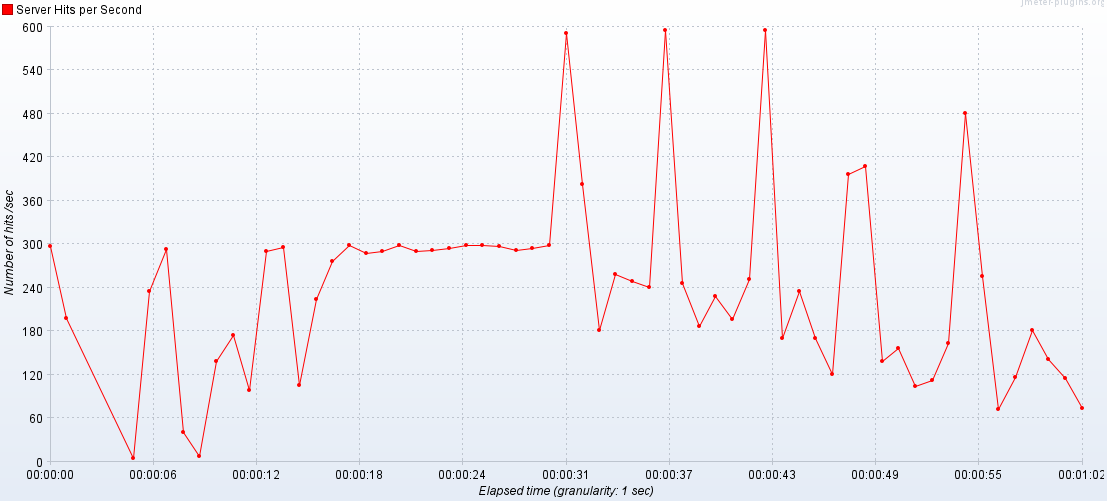 jmeter-plugins.org
Server Hits per Second
600
540
480
420
360
300
240
180
120
60
0
Number of hits /sec
00:00:00 00:00:06 00:00:12 00:00:18 00:00:24 00:00:31 00:00:37 00:00:43 00:00:49 00:00:55 00:01:02
Elapsed time (granularity: 1 sec)